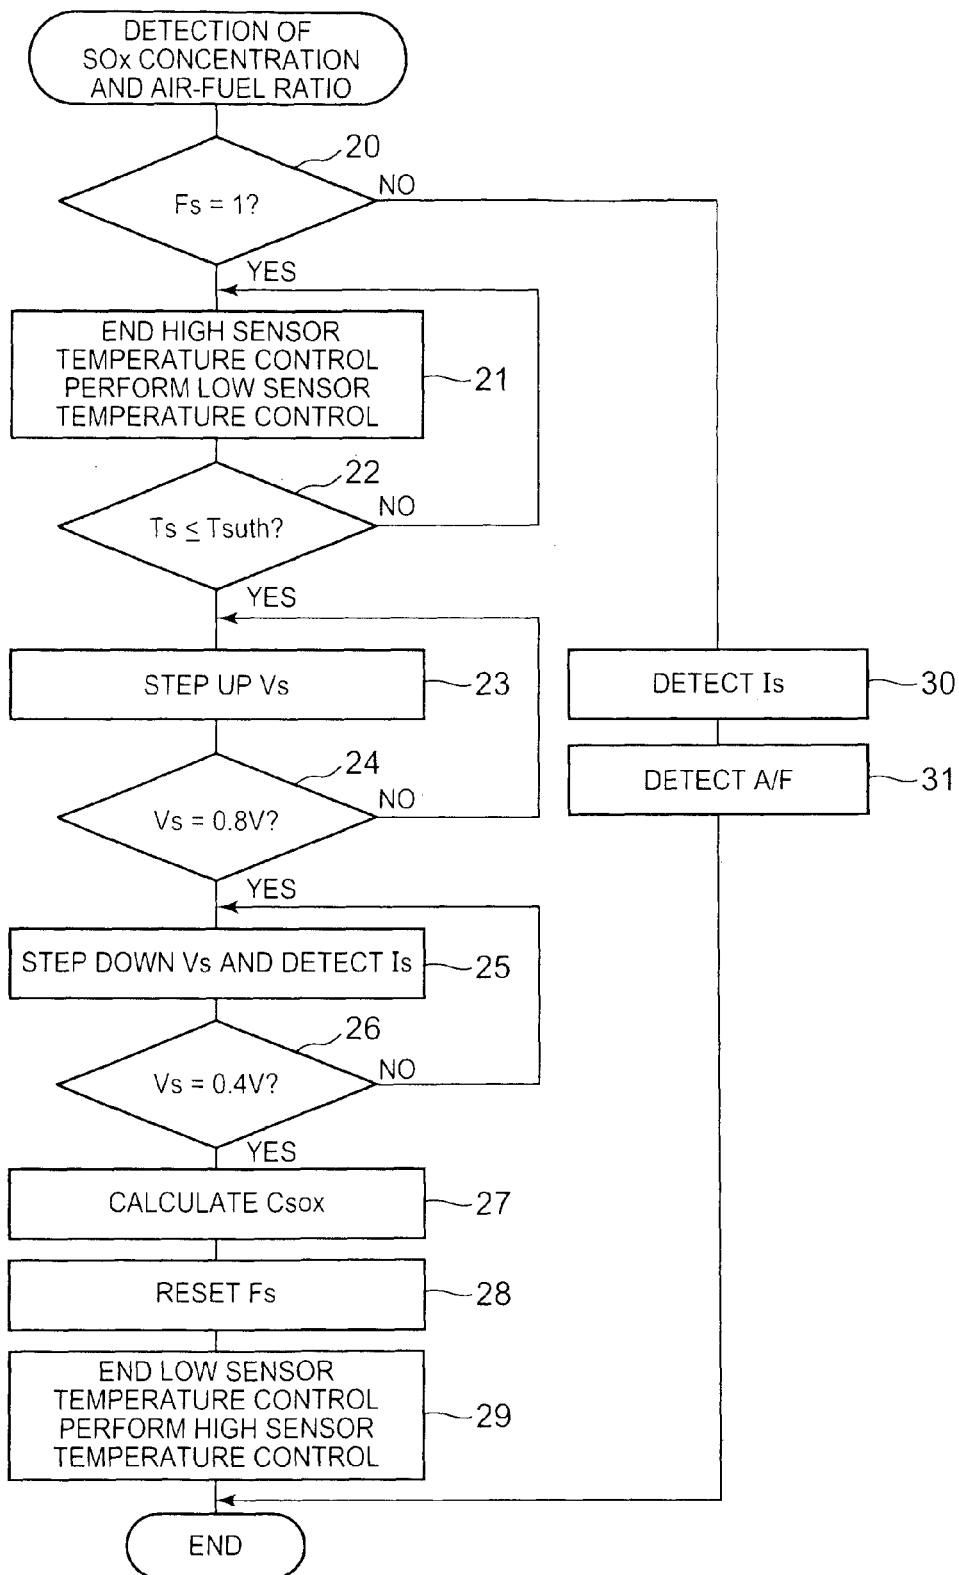 DETECTION OF
SOx CONCENTRATION
AND AIR-FUEL RATIO
20
Fs = 1?
NO
YES
END HIGH SENSOR
TEMPERATURE CONTROL
PERFORM LOW SENSOR
TEMPERATURE CONTROL
21
22
Ts ≤ Tsuth?
NO
YES
STEP UP Vs
23
DETECT Is
30
24
Vs = 0.8V?
NO
DETECT A/F
31
YES
STEP DOWN Vs AND DETECT Is
25
26
Vs = 0.4V?
NO
YES
CALCULATE Csox
27
RESET Fs
28
END LOW SENSOR
TEMPERATURE CONTROL
PERFORM HIGH SENSOR
TEMPERATURE CONTROL
29
END